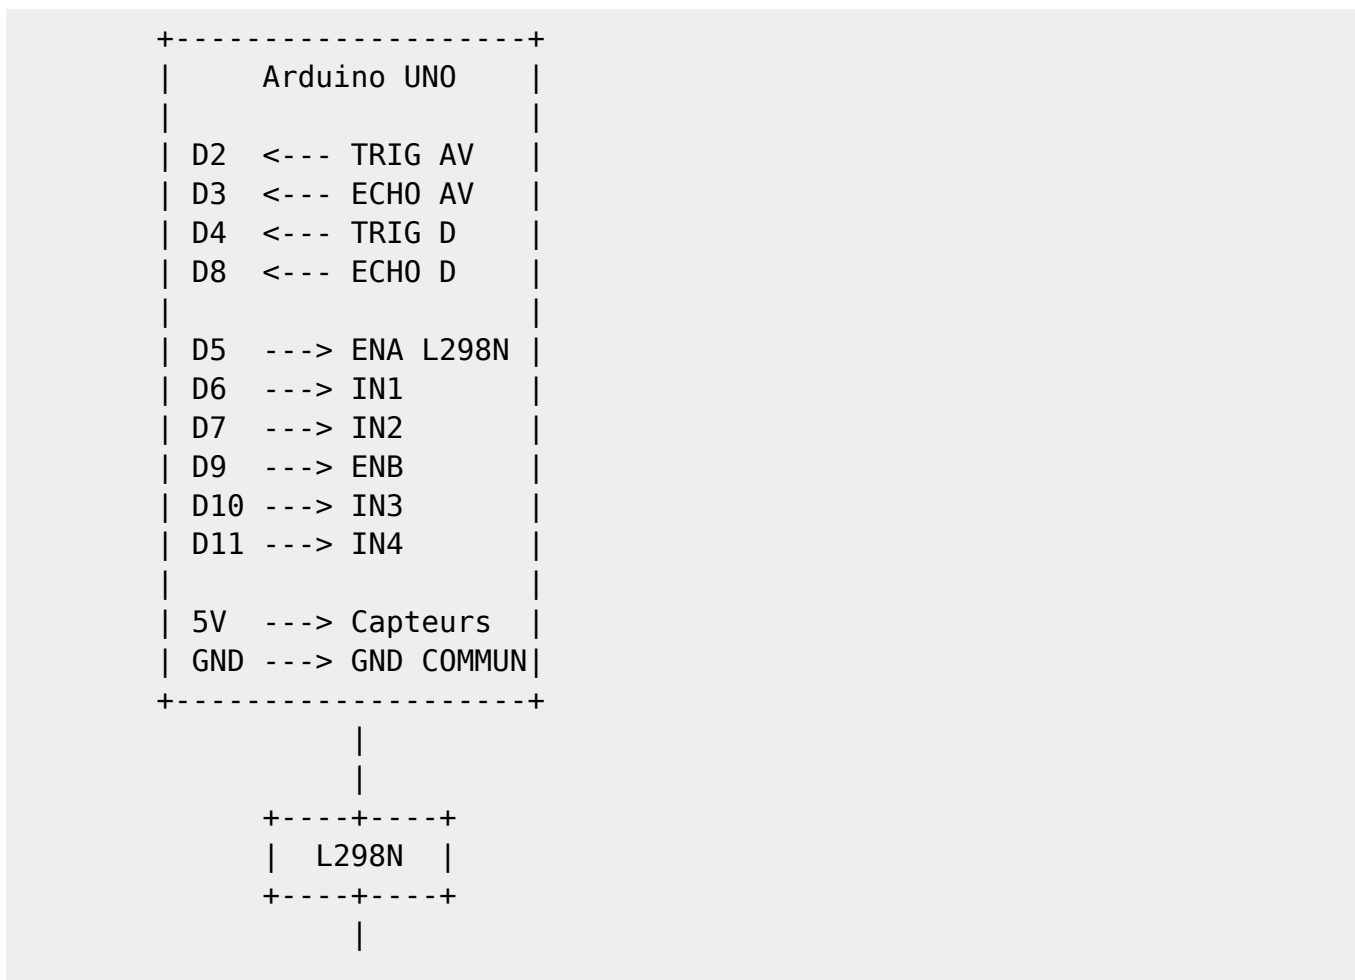 +--------------------+
|     Arduino UNO    |
|                    |
| D2  <--- TRIG AV   |
| D3  <--- ECHO AV   |
| D4  <--- TRIG D    |
| D8  <--- ECHO D    |
|                    |
| D5  ---> ENA L298N |
| D6  ---> IN1       |
| D7  ---> IN2       |
| D9  ---> ENB       |
| D10 ---> IN3       |
| D11 ---> IN4       |
|                    |
| 5V  ---> Capteurs  |
| GND ---> GND COMMUN|
+--------------------+
           |
           |
      +----+----+
      |  L298N  |
      +----+----+
           |